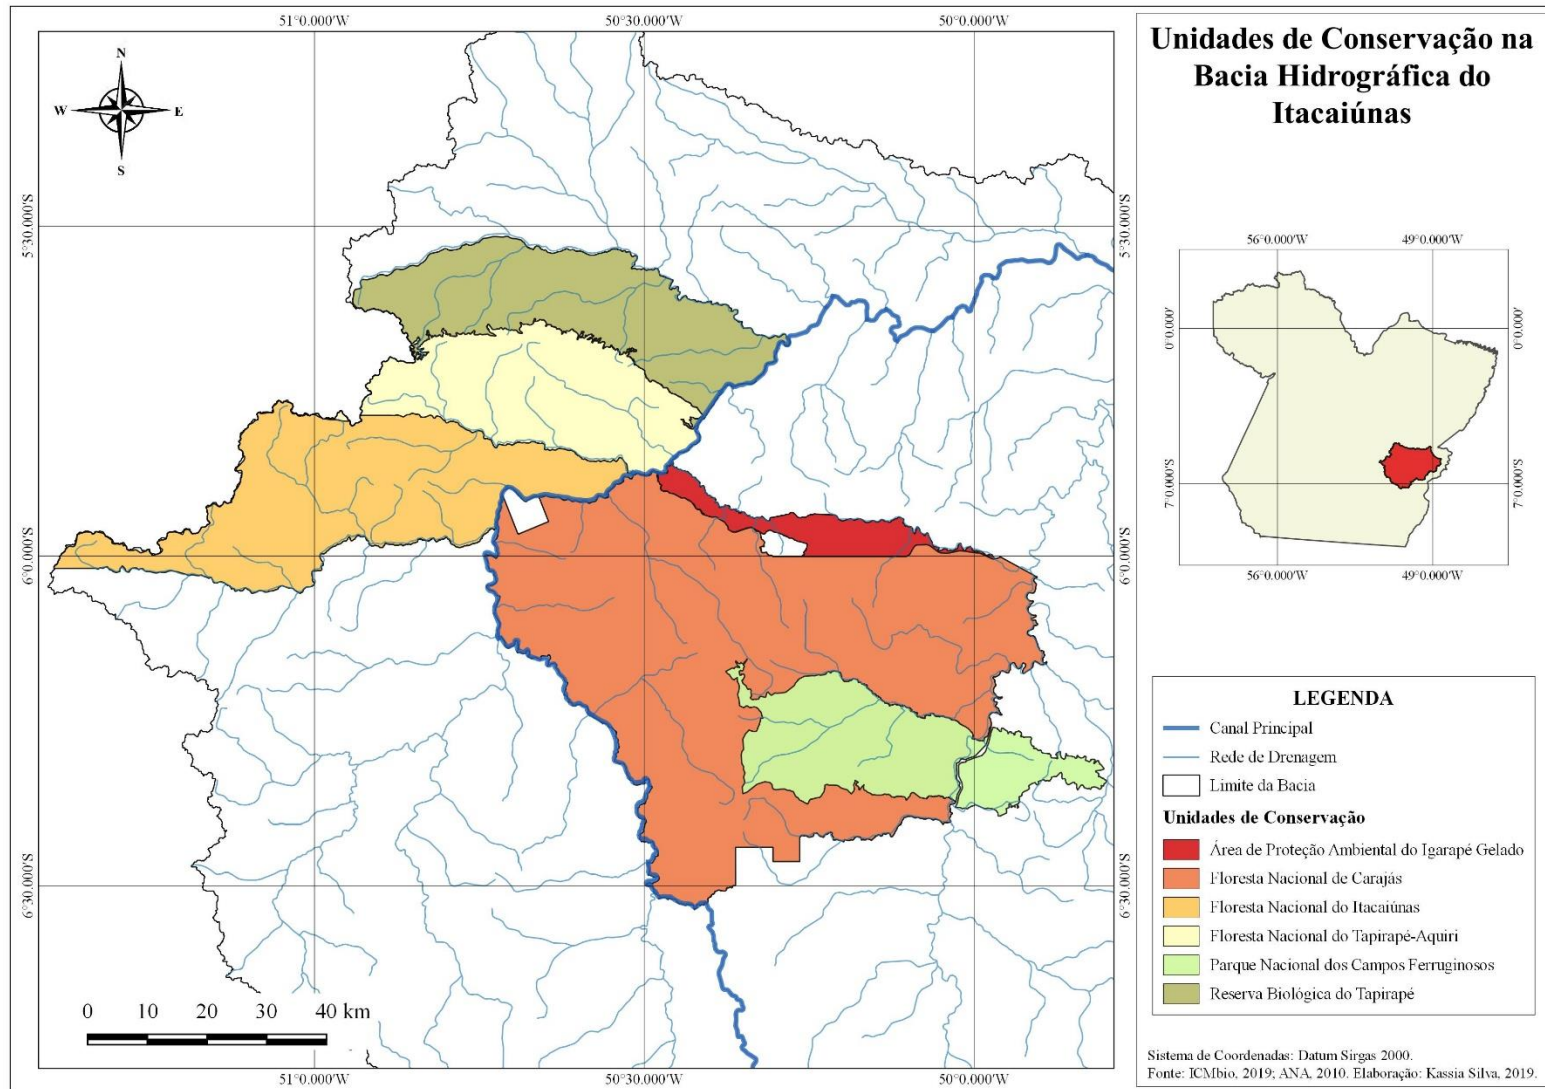 Unidades de Conservação na
Bacia Hidrográfica do
Itacaiúnas
51°0.000'W
50°30.000'W
50°0.000'W
N
W
E
S
5°30.000'S
5°30.000'S
6°0.000'S
6°0.000'S
6°30.000'S
6°30.000'S
0 10 20 30 40 km
51°0.000'W
50°30.000'W
50°0.000'W
56°0.000'W
49°0.000'W
0°0.000'
0°0.000'
7°0.000'S
7°0.000'S
56°0.000'W
49°0.000'W
LEGENDA
Canal Principal
Rede de Drenagem
Limite da Bacia
Unidades de Conservação
Área de Proteção Ambiental do Igarapé Gelado
Floresta Nacional de Carajás
Floresta Nacional do Itacaiúnas
Floresta Nacional do Tapirapé-Aquiri
Parque Nacional dos Campos Ferruginosos
Reserva Biológica do Tapirapé
Sistema de Coordenadas: Datum Sirgas 2000.
Fonte: ICMbio, 2019; ANA, 2010. Elaboração: Kassia Silva, 2019.